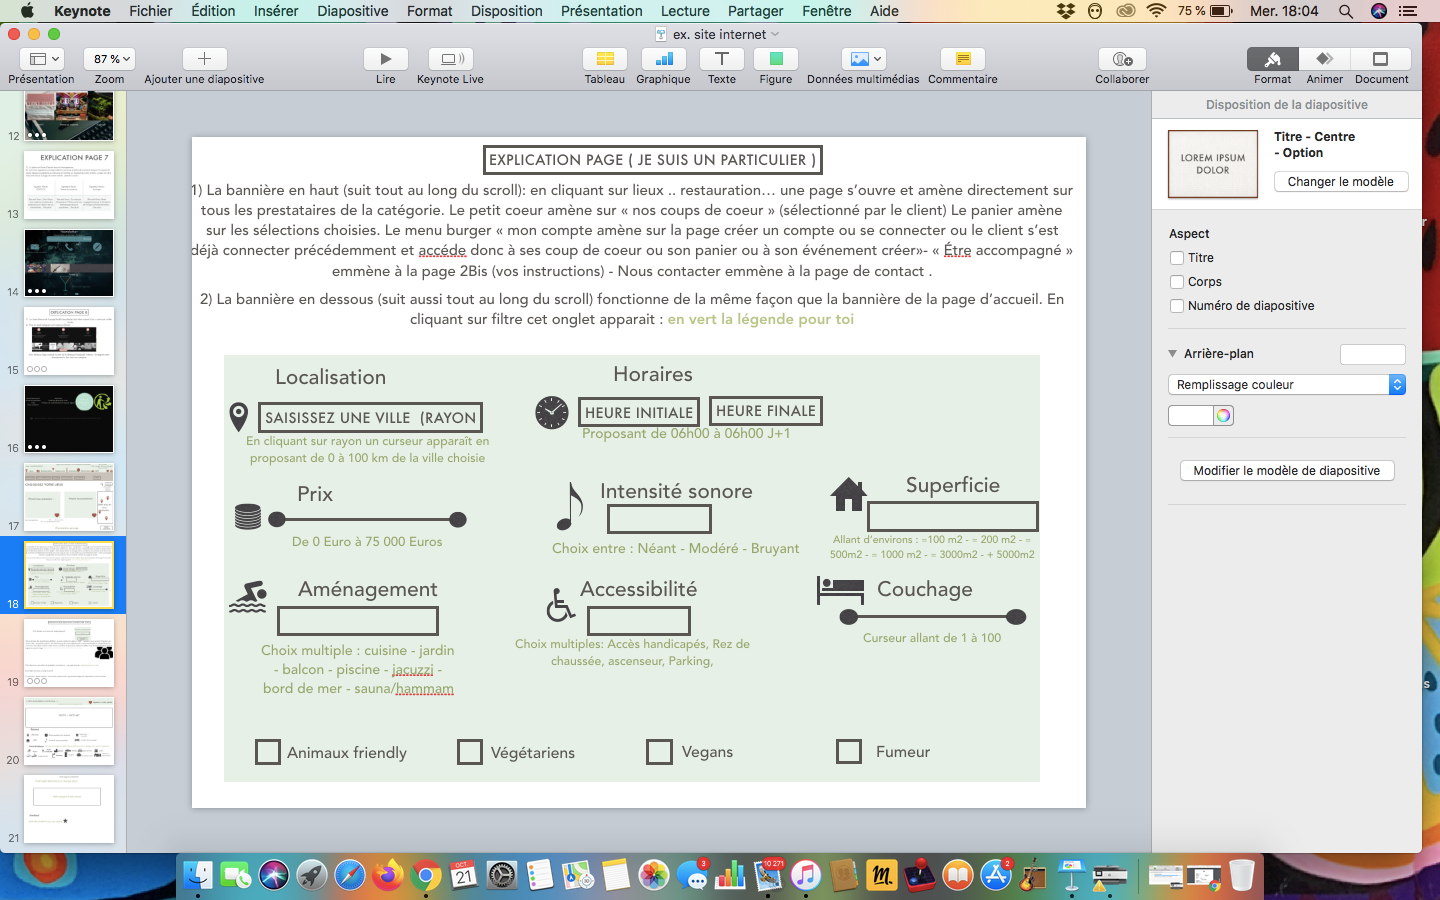 Keynote Fichier Édition Insérer Diapositive Format Disposition Présentation Lecture Partager Fenêtre Aide 75 % Mer. 18:04
ex. site internet
87 %
Présentation Zoom Ajouter une diapositive Lire Keynote Live Tableau Graphique Texte Figure Données multimédias Commentaire Collaborer Format Animer Document
12
EXPLICATION PAGE 7
13
14
EXPLICATION PAGE 8
15
16
17
18
19
20
21
EXPLICATION PAGE ( JE SUIS UN PARTICULIER )
1) La bannière en haut (suit tout au long du scroll): en cliquant sur lieux .. restauration... une page s’ouvre et amène directement sur
tous les prestataires de la catégorie. Le petit coeur amène sur « nos coups de coeur » (sélectionné par le client) Le panier amène
sur les sélections choisies. Le menu burger « mon compte amène sur la page créer un compte ou se connecter ou le client s’est
déjà connecter précédemment et accéde donc à ses coup de coeur ou son panier ou à son événement créer»- « Étre accompagné »
emmène à la page 2Bis (vos instructions) - Nous contacter emmène à la page de contact .
2) La bannière en dessous (suit aussi tout au long du scroll) fonctionne de la même façon que la bannière de la page d’accueil. En
cliquant sur filtre cet onglet apparait : en vert la légende pour toi
Localisation
SAISISSEZ UNE VILLE (RAYON
En cliquant sur rayon un curseur apparaît en
proposant de 0 à 100 km de la ville choisie
Horaires
HEURE INITIALE
HEURE FINALE
Proposant de 06h00 à 06h00 J+1
Prix
De 0 Euro à 75 000 Euros
Intensité sonore
Choix entre : Néant - Modéré - Bruyant
Superficie
Allant d’environs : =100 m2 - = 200 m2 - =
500m2 - = 1000 m2 - = 3000m2 - + 5000m2
Aménagement
Choix multiple : cuisine - jardin
- balcon - piscine - jacuzzi -
bord de mer - sauna/hammam
Accessibilité
Choix multiples: Accès handicapés, Rez de
chaussée, ascenseur, Parking,
Couchage
Curseur allant de 1 à 100
Animaux friendly
Végétariens
Vegans
Fumeur
Disposition de la diapositive
LOREM IPSUM
DOLOR
Titre - Centre
- Option
Changer le modèle
Aspect
Titre
Corps
Numéro de diapositive
Arrière-plan
Remplissage couleur
Modifier le modèle de diapositive
OCT.
21
3
10 271
2